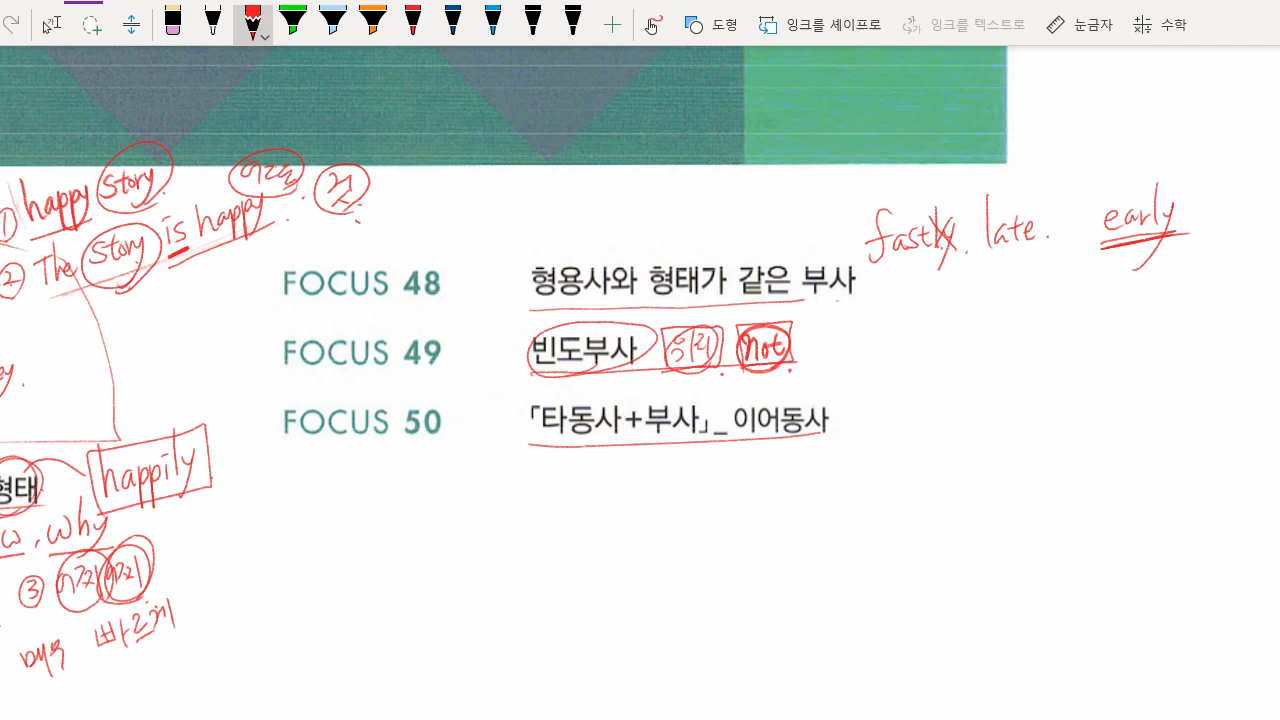 도형 잉크를 셰이프로 잉크를 텍스트로 눈금자 수학
① happy Story.
② The Story is happy.
fastly. late. early
FOCUS 48 형용사와 형태가 같은 부사
FOCUS 49 빈도부사 위치 not
FOCUS 50 「타동사+부사」_ 이어동사
형태 happily
w, why
③
매우 빠르게